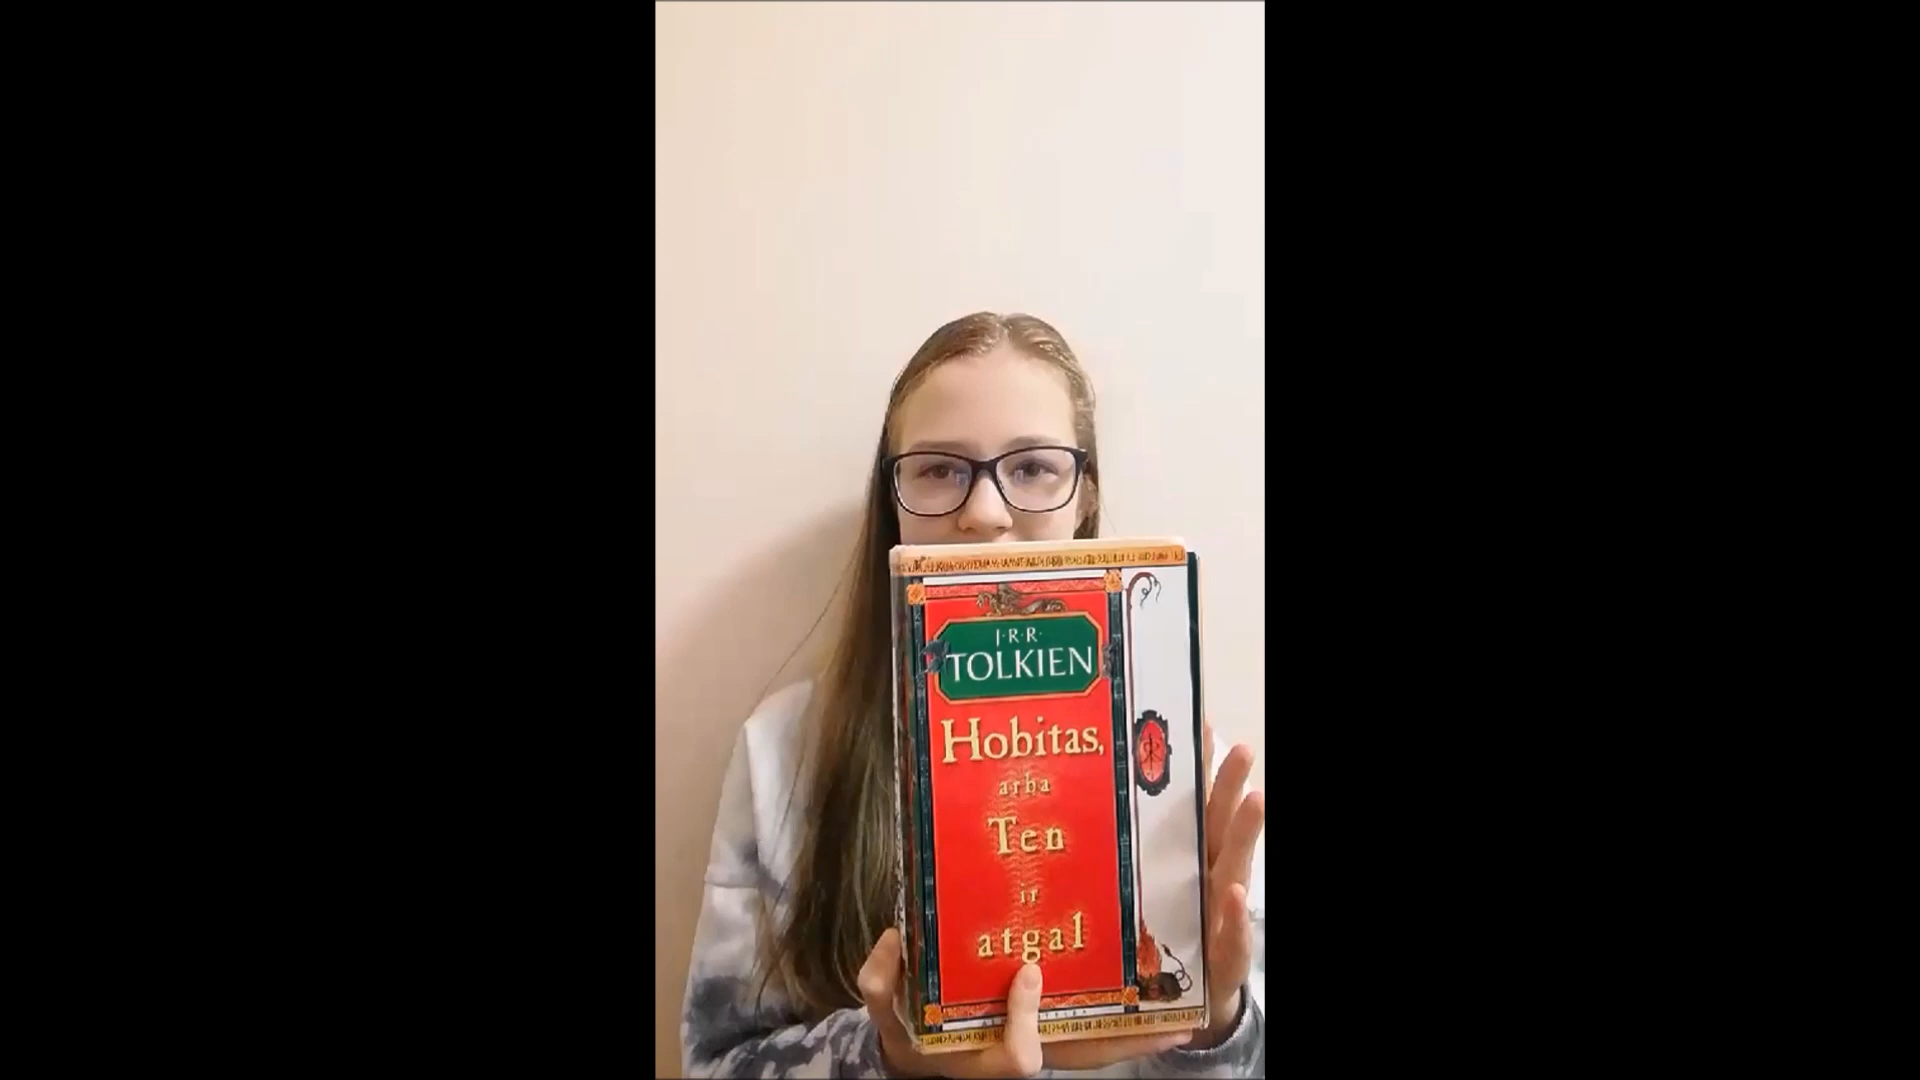 J·R·R·
TOLKIEN
Hobitas,
arba
Ten
ir
atgal